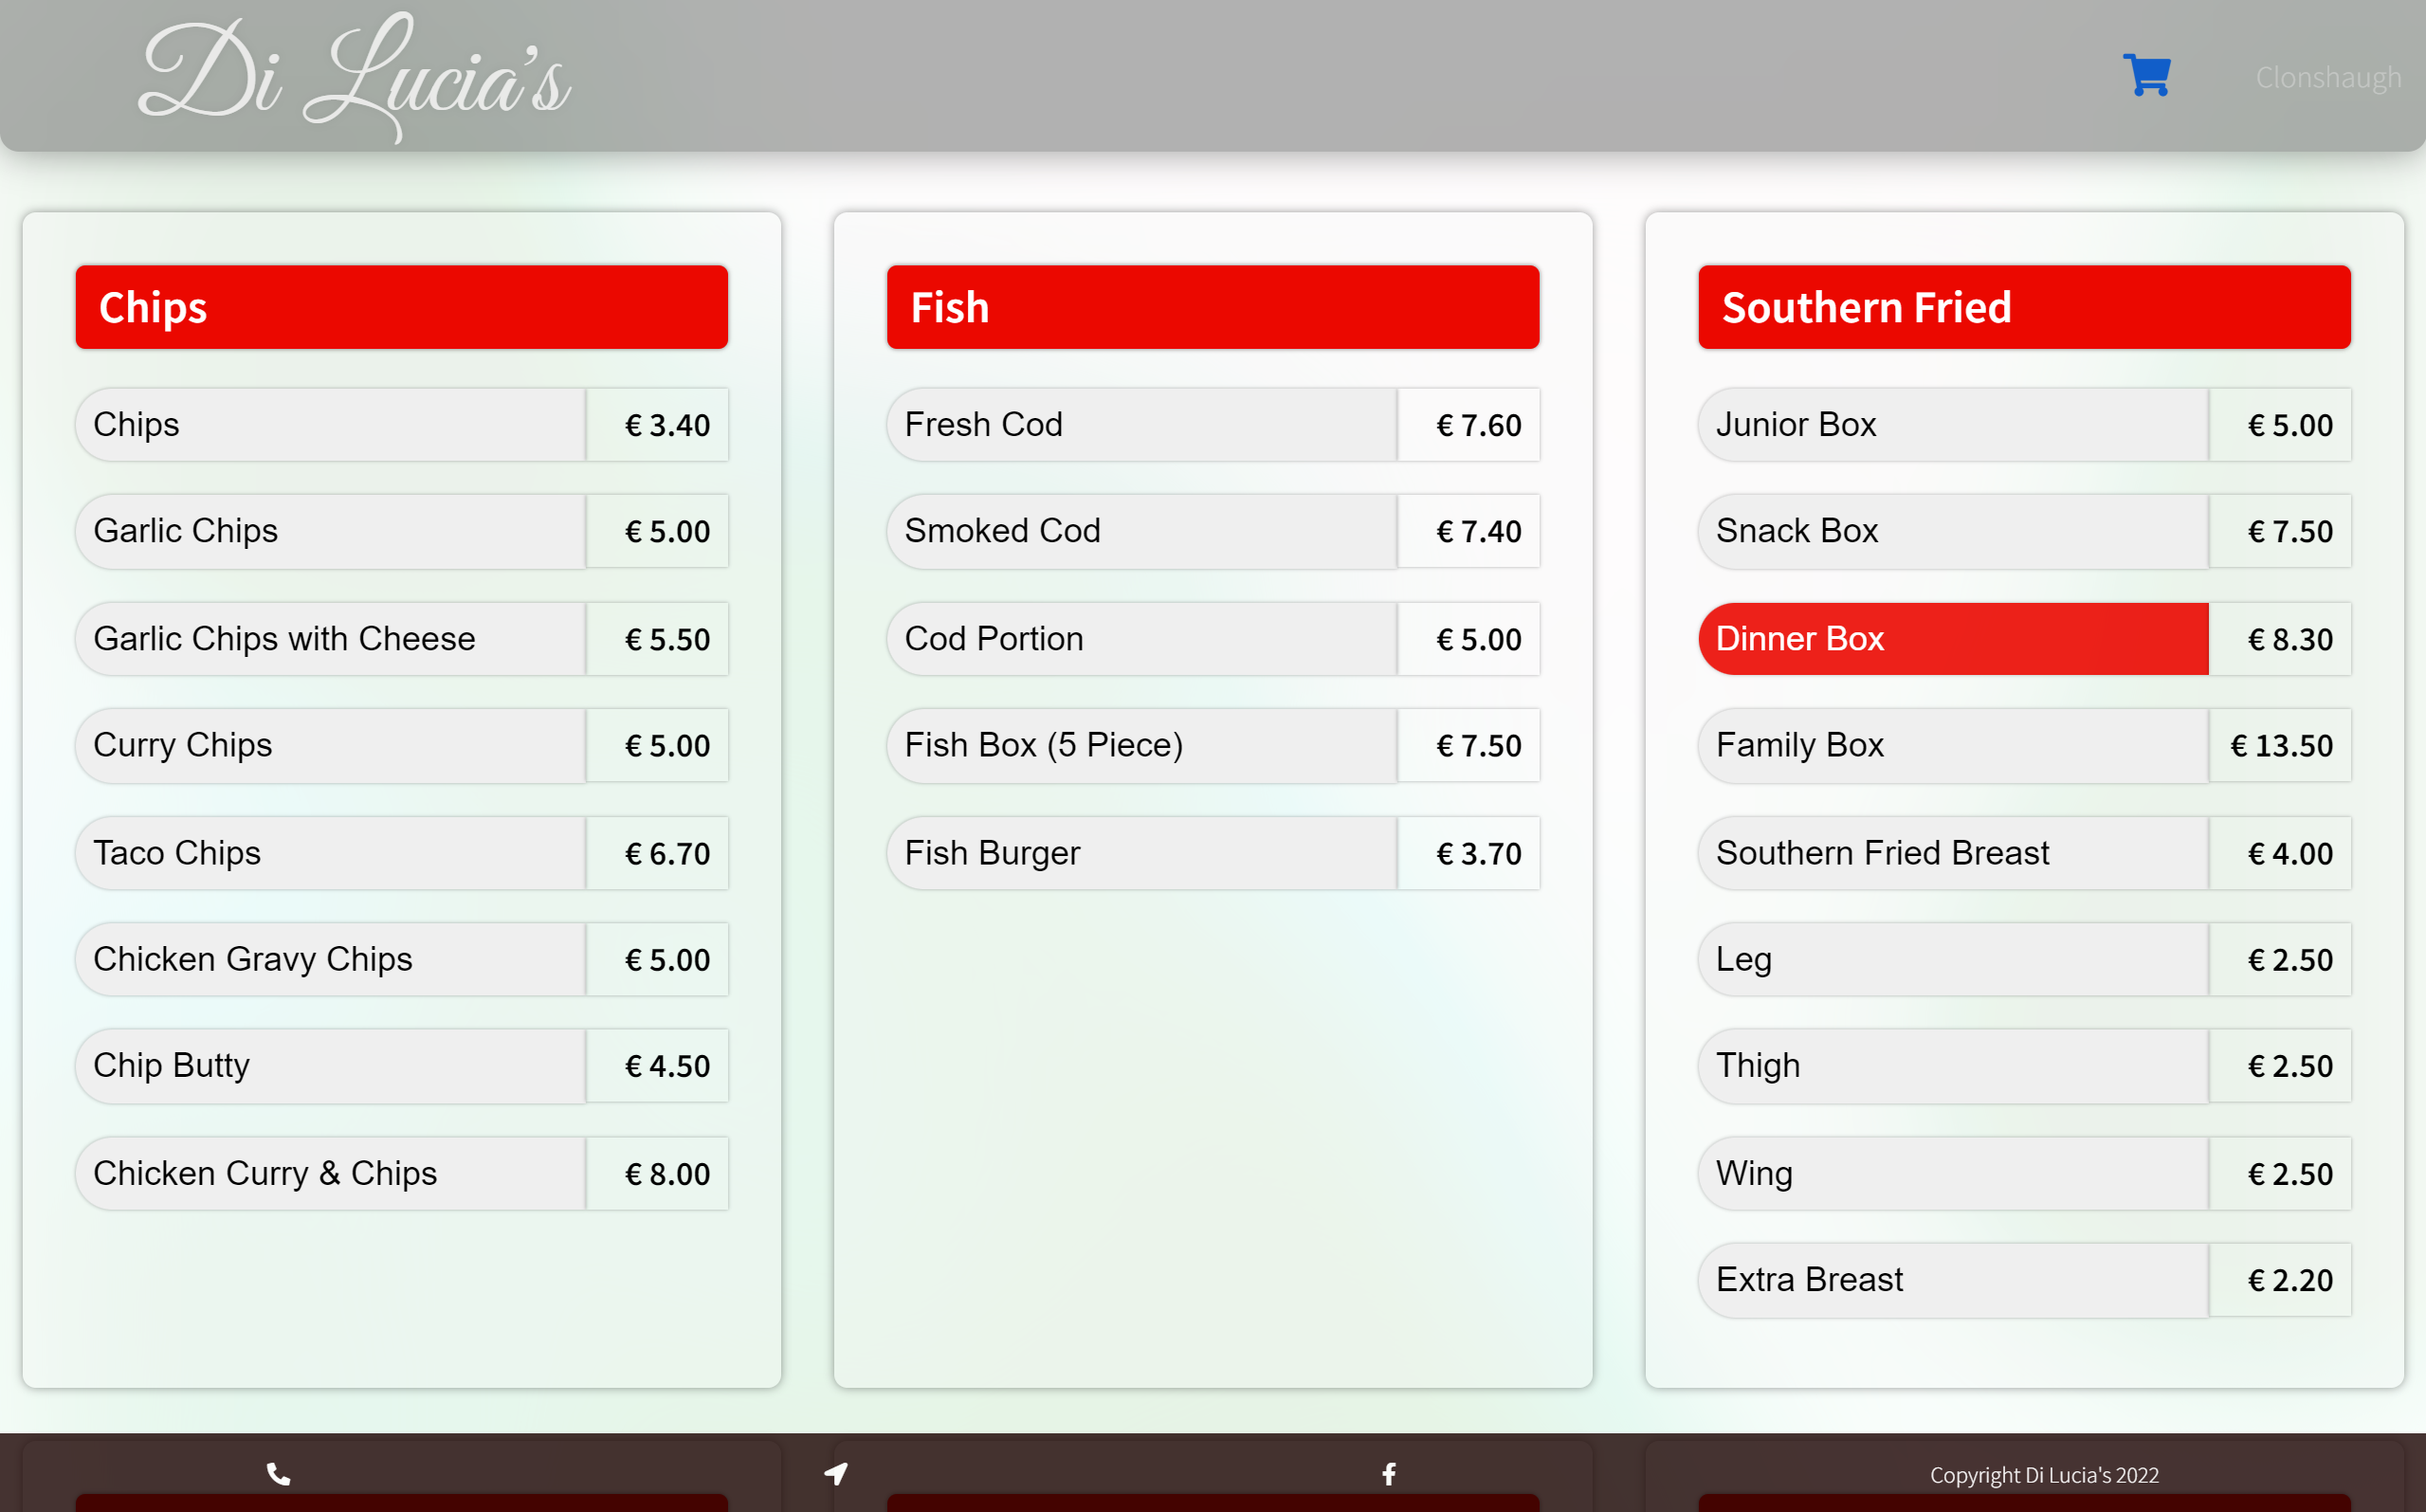 Di Lucia's
Clonshaugh
Chips
Chips € 3.40
Garlic Chips € 5.00
Garlic Chips with Cheese € 5.50
Curry Chips € 5.00
Taco Chips € 6.70
Chicken Gravy Chips € 5.00
Chip Butty € 4.50
Chicken Curry & Chips € 8.00
Fish
Fresh Cod € 7.60
Smoked Cod € 7.40
Cod Portion € 5.00
Fish Box (5 Piece) € 7.50
Fish Burger € 3.70
Southern Fried
Junior Box € 5.00
Snack Box € 7.50
Dinner Box € 8.30
Family Box € 13.50
Southern Fried Breast € 4.00
Leg € 2.50
Thigh € 2.50
Wing € 2.50
Extra Breast € 2.20
Copyright Di Lucia's 2022